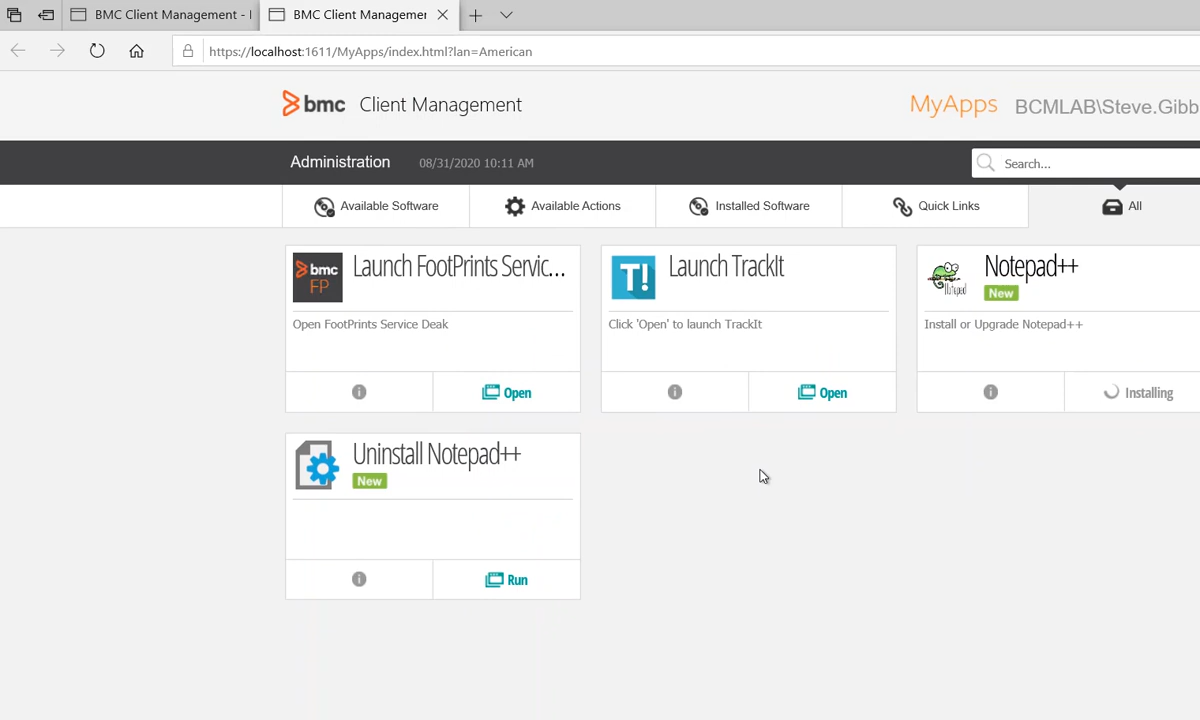 BMC Client Management -
BMC Client Managemer
https://localhost:1611/MyApps/index.html?lan=American
bmc Client Management
MyApps BCMLAB\Steve.Gibb
Administration 08/31/2020 10:11 AM
Search...
Available Software
Available Actions
Installed Software
Quick Links
All
bmc
FP
Launch FootPrints Servic...
Open FootPrints Service Deak
Open
T!
Launch TrackIt
Click 'Open' to launch TrackIt
Open
Notepad
Notepad++
New
Install or Upgrade Notepad++
Installing
Uninstall Notepad++
New
Run